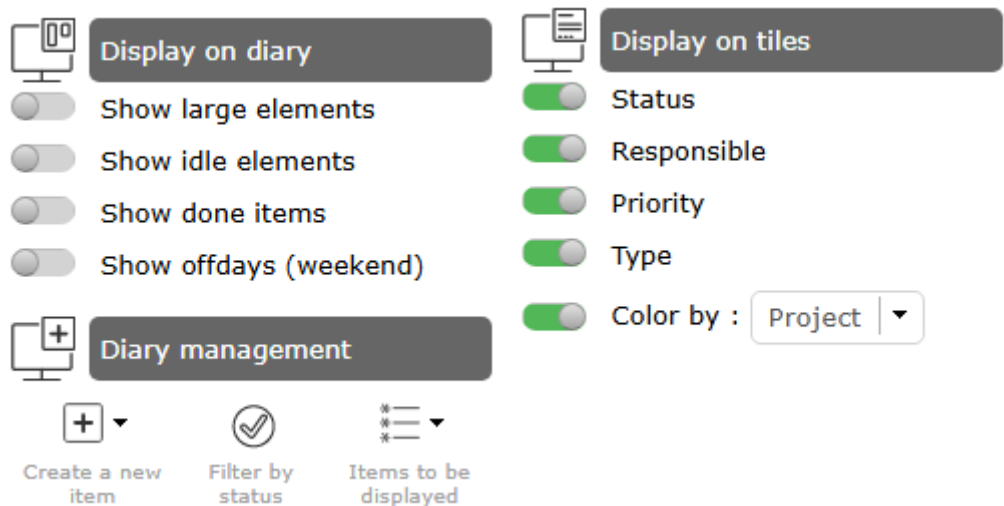 Display on diary
Show large elements
Show idle elements
Show done items
Show offdays (weekend)
Diary management
Create a new
item
Filter by
status
Items to be
displayed
Display on tiles
Status
Responsible
Priority
Type
Color by : Project